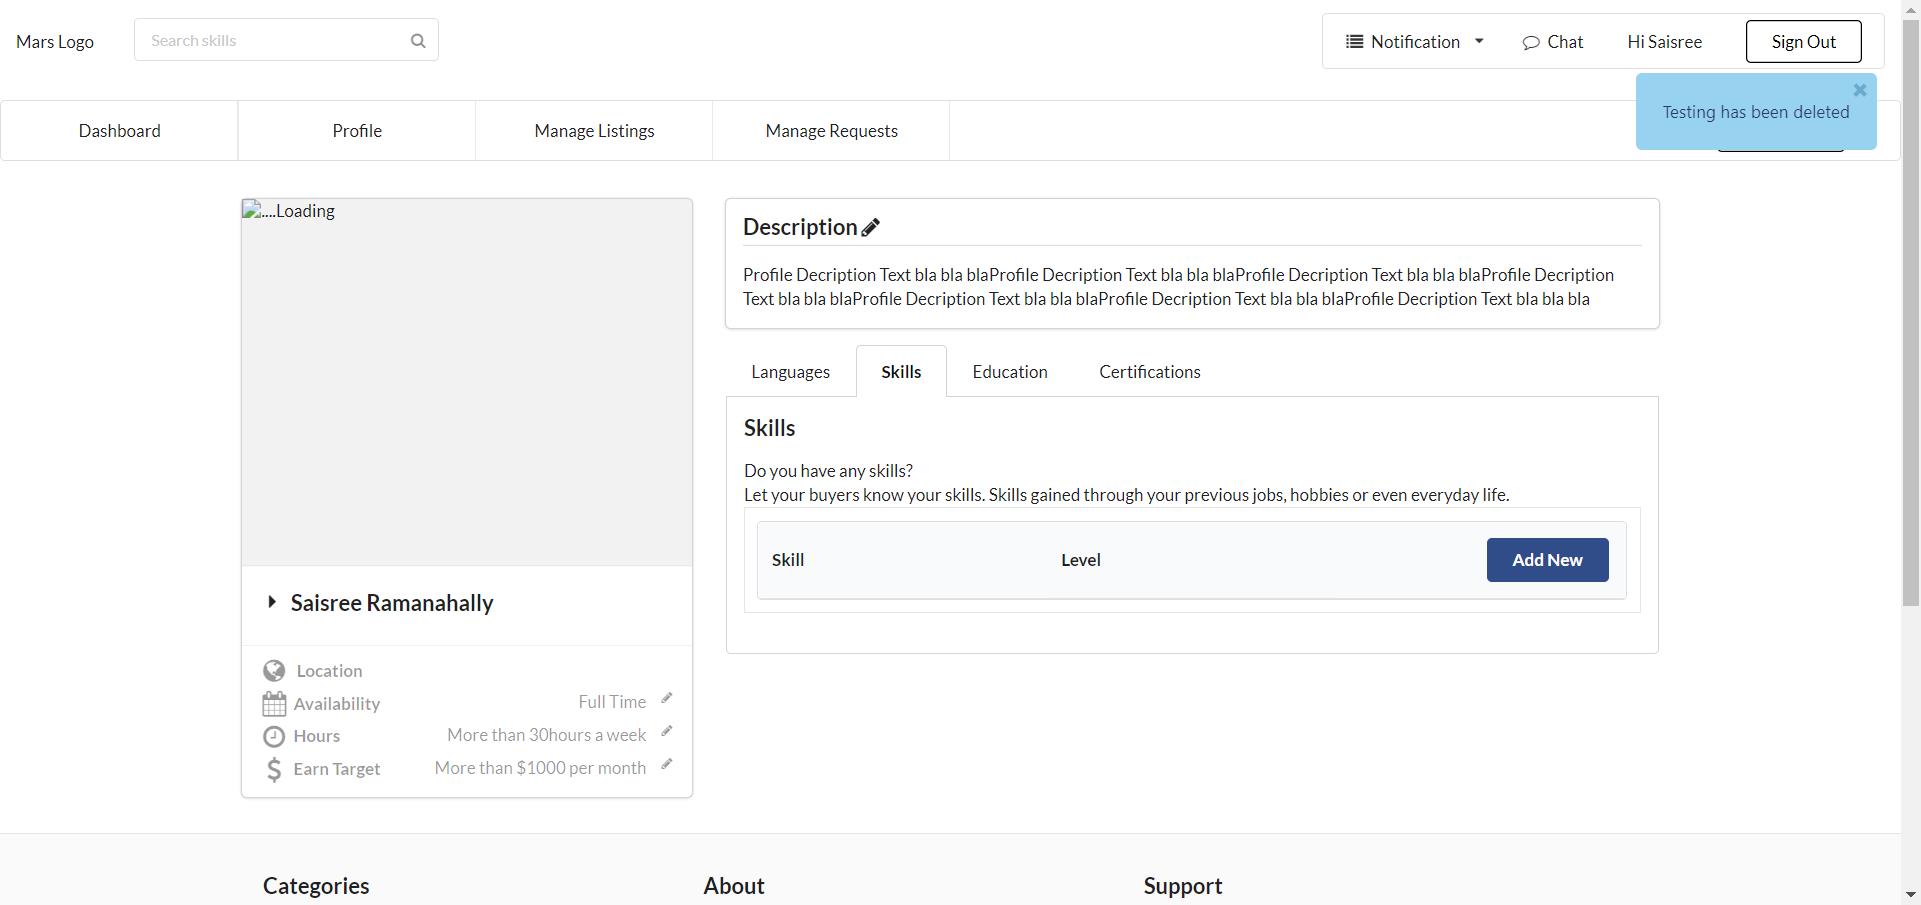 Mars Logo
Search skills
Notification
Chat
Hi Saisree
Sign Out
Testing has been deleted
Dashboard
Profile
Manage Listings
Manage Requests
....Loading
Saisree Ramanahally
Location
Availability
Full Time
Hours
More than 30hours a week
Earn Target
More than $1000 per month
Description
Profile Decription Text bla bla blaProfile Decription Text bla bla blaProfile Decription Text bla bla blaProfile Decription
Text bla bla blaProfile Decription Text bla bla blaProfile Decription Text bla bla blaProfile Decription Text bla bla bla
Languages
Skills
Education
Certifications
Skills
Do you have any skills?
Let your buyers know your skills. Skills gained through your previous jobs, hobbies or even everyday life.
Skill
Level
Add New
Categories
About
Support